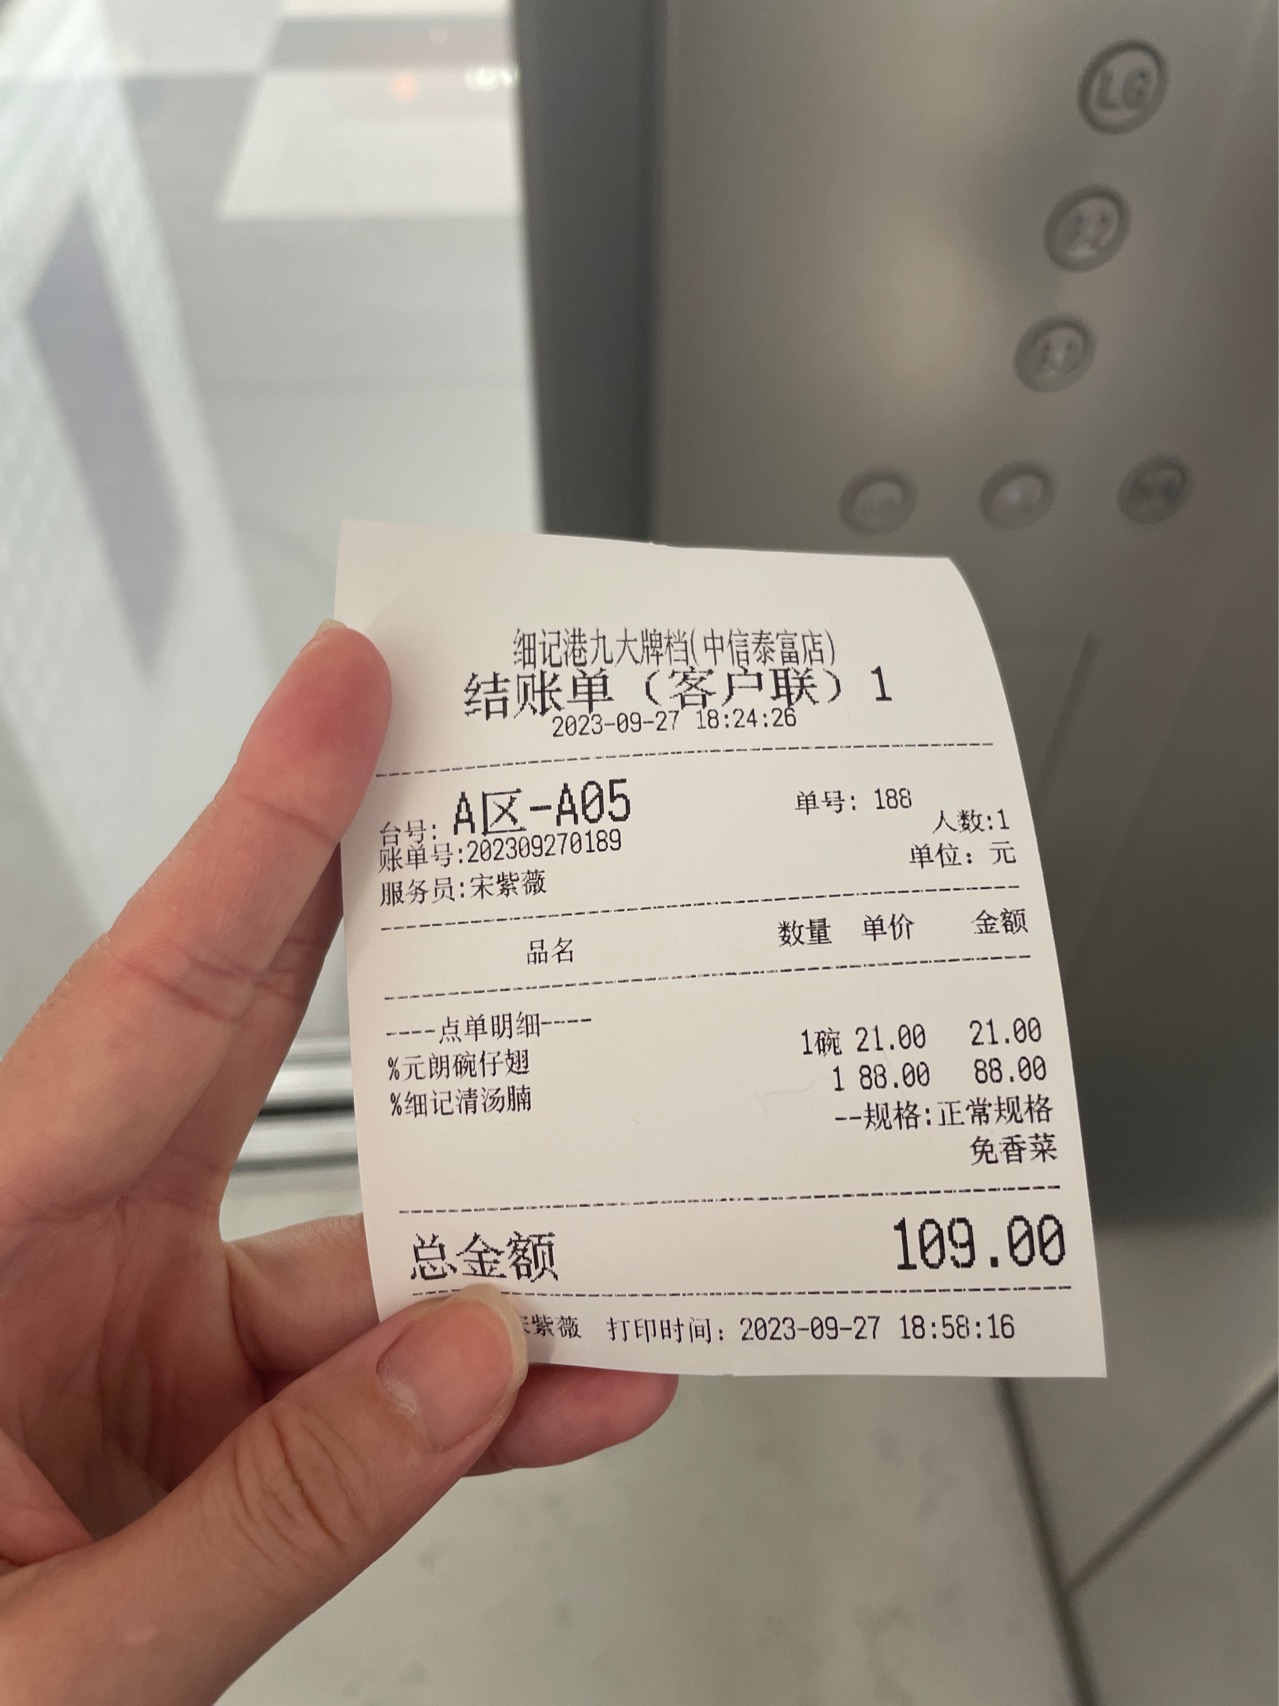 LG
细记港九大牌档(中信泰富店)
结账单（客户联）1
2023-09-27 18:24:26
台号: A区-A05 单号: 188
账单号:202309270189 人数:1
服务员:宋紫薇 单位: 元
品名 数量 单价 金额
----点单明细----
%元朗碗仔翅 1碗 21.00 21.00
%细记清汤腩 1 88.00 88.00
--规格:正常规格
免香菜
总金额 109.00
紫薇 打印时间: 2023-09-27 18:58:16